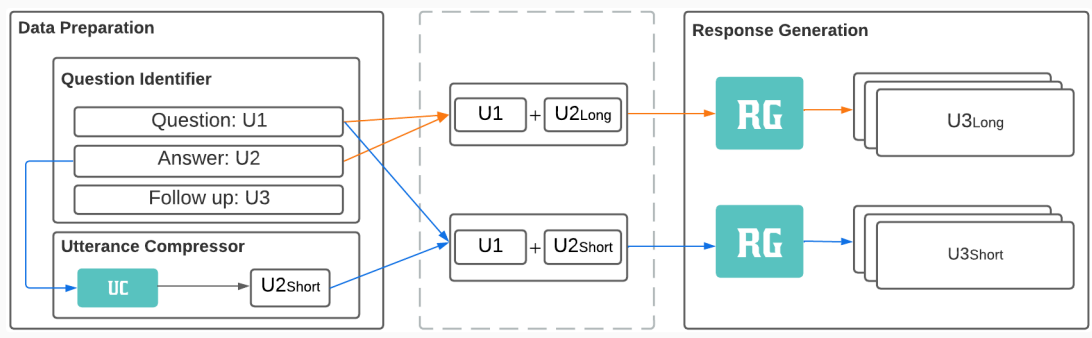 Data Preparation
Question Identifier
Question: U1
Answer: U2
Follow up: U3
Utterance Compressor
UC
U2Short
U1 + U2Long
U1 + U2Short
Response Generation
RG
U3Long
RG
U3Short